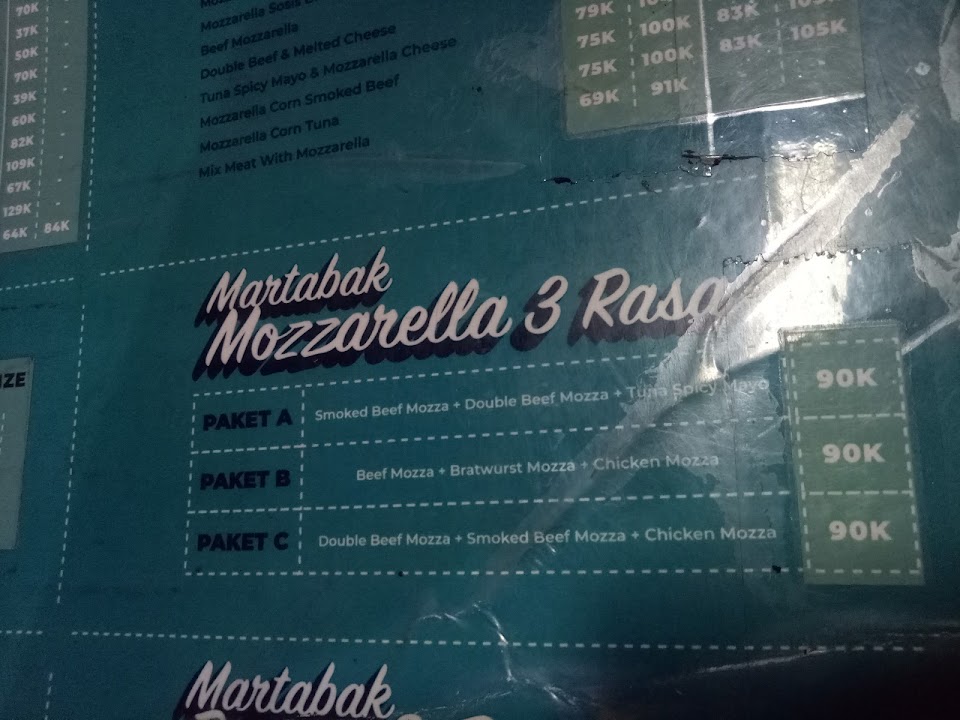 70K
37K
50K
70K
39K
60K
82K
109K
67K
129K
64K 84K
Mozzarella Sosis
Beef Mozzarella
Double Beef & Melted Cheese
Tuna Spicy Mayo & Mozzarella Cheese
Mozzarella Corn Smoked Beef
Mozzarella Corn Tuna
Mix Meat With Mozzarella
79K 83K
75K 100K 83K 105K
75K 100K
69K 91K
Martabak
Mozzarella 3 Rasa
PAKET A Smoked Beef Mozza + Double Beef Mozza + Tuna Spicy Mayo 90K
PAKET B Beef Mozza + Bratwurst Mozza + Chicken Mozza 90K
PAKET C Double Beef Mozza + Smoked Beef Mozza + Chicken Mozza 90K
Martabak